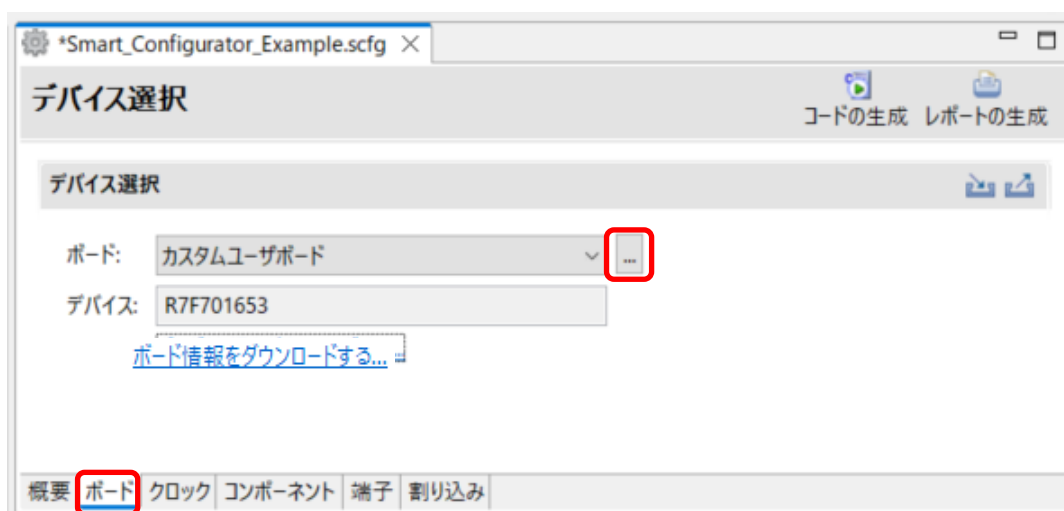 *Smart_Configurator_Example.scfg
デバイス選択
コードの生成 レポートの生成
デバイス選択
ボード: カスタムユーザボード ...
デバイス: R7F701653
ボード情報をダウンロードする...
概要 ボード クロック コンポーネント 端子 割り込み